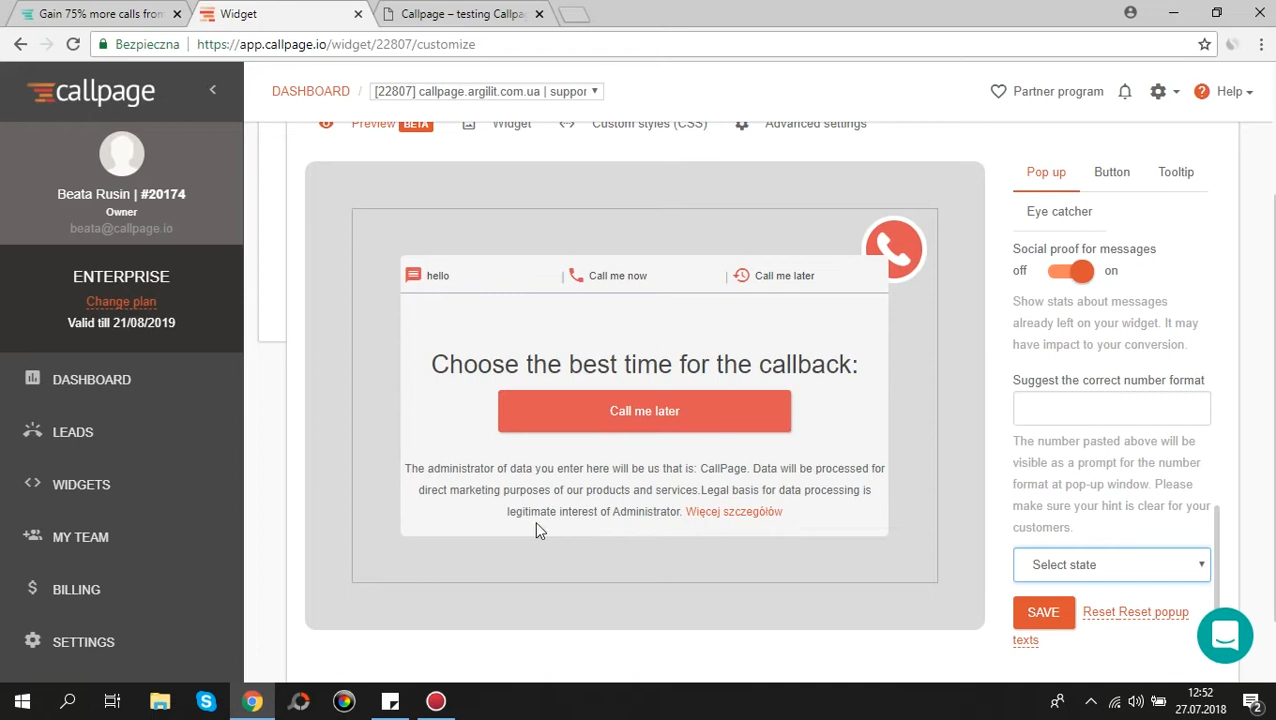 Gain 75% more calls from
Widget
Callpage – testing Callpa
Bezpieczna
https://app.callpage.io/widget/22807/customize
callpage
DASHBOARD / [22807] callpage.argilit.com.ua | suppor
Partner program
Help
Beata Rusin | #20174
Owner
beata@callpage.io
ENTERPRISE
Change plan
Valid till 21/08/2019
DASHBOARD
LEADS
WIDGETS
MY TEAM
BILLING
SETTINGS
Preview BETA
Widget
Custom styles (CSS)
Advanced settings
hello
Call me now
Call me later
Choose the best time for the callback:
Call me later
The administrator of data you enter here will be us that is: CallPage. Data will be processed for
direct marketing purposes of our products and services.Legal basis for data processing is
legitimate interest of Administrator. Więcej szczegółów
Pop up
Button
Tooltip
Eye catcher
Social proof for messages
off on
Show stats about messages
already left on your widget. It may
have impact to your conversion.
Suggest the correct number format
The number pasted above will be
visible as a prompt for the number
format at pop-up window. Please
make sure your hint is clear for your
customers.
Select state
SAVE
Reset Reset popup
texts
12:52
27.07.2018
2